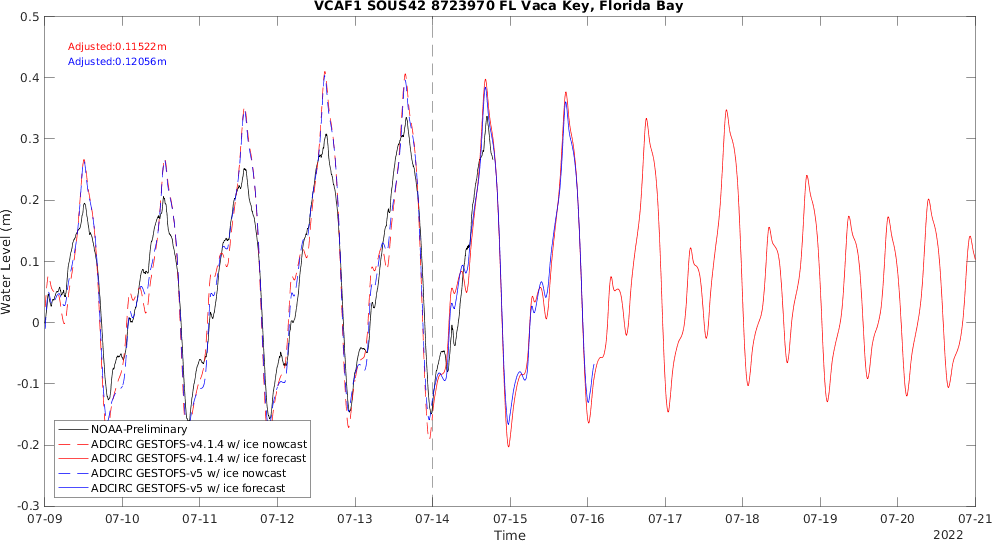 VCAF1 SOUS42 8723970 FL Vaca Key, Florida Bay
Adjusted:0.11522m
Adjusted:0.12056m
Water Level (m)
0.5
0.4
0.3
0.2
0.1
0
-0.1
-0.2
-0.3
NOAA-Preliminary
ADCIRC GESTOFS-v4.1.4 w/ ice nowcast
ADCIRC GESTOFS-v4.1.4 w/ ice forecast
ADCIRC GESTOFS-v5 w/ ice nowcast
ADCIRC GESTOFS-v5 w/ ice forecast
07-09 07-10 07-11 07-12 07-13 07-14 07-15 07-16 07-17 07-18 07-19 07-20 07-21
Time
2022